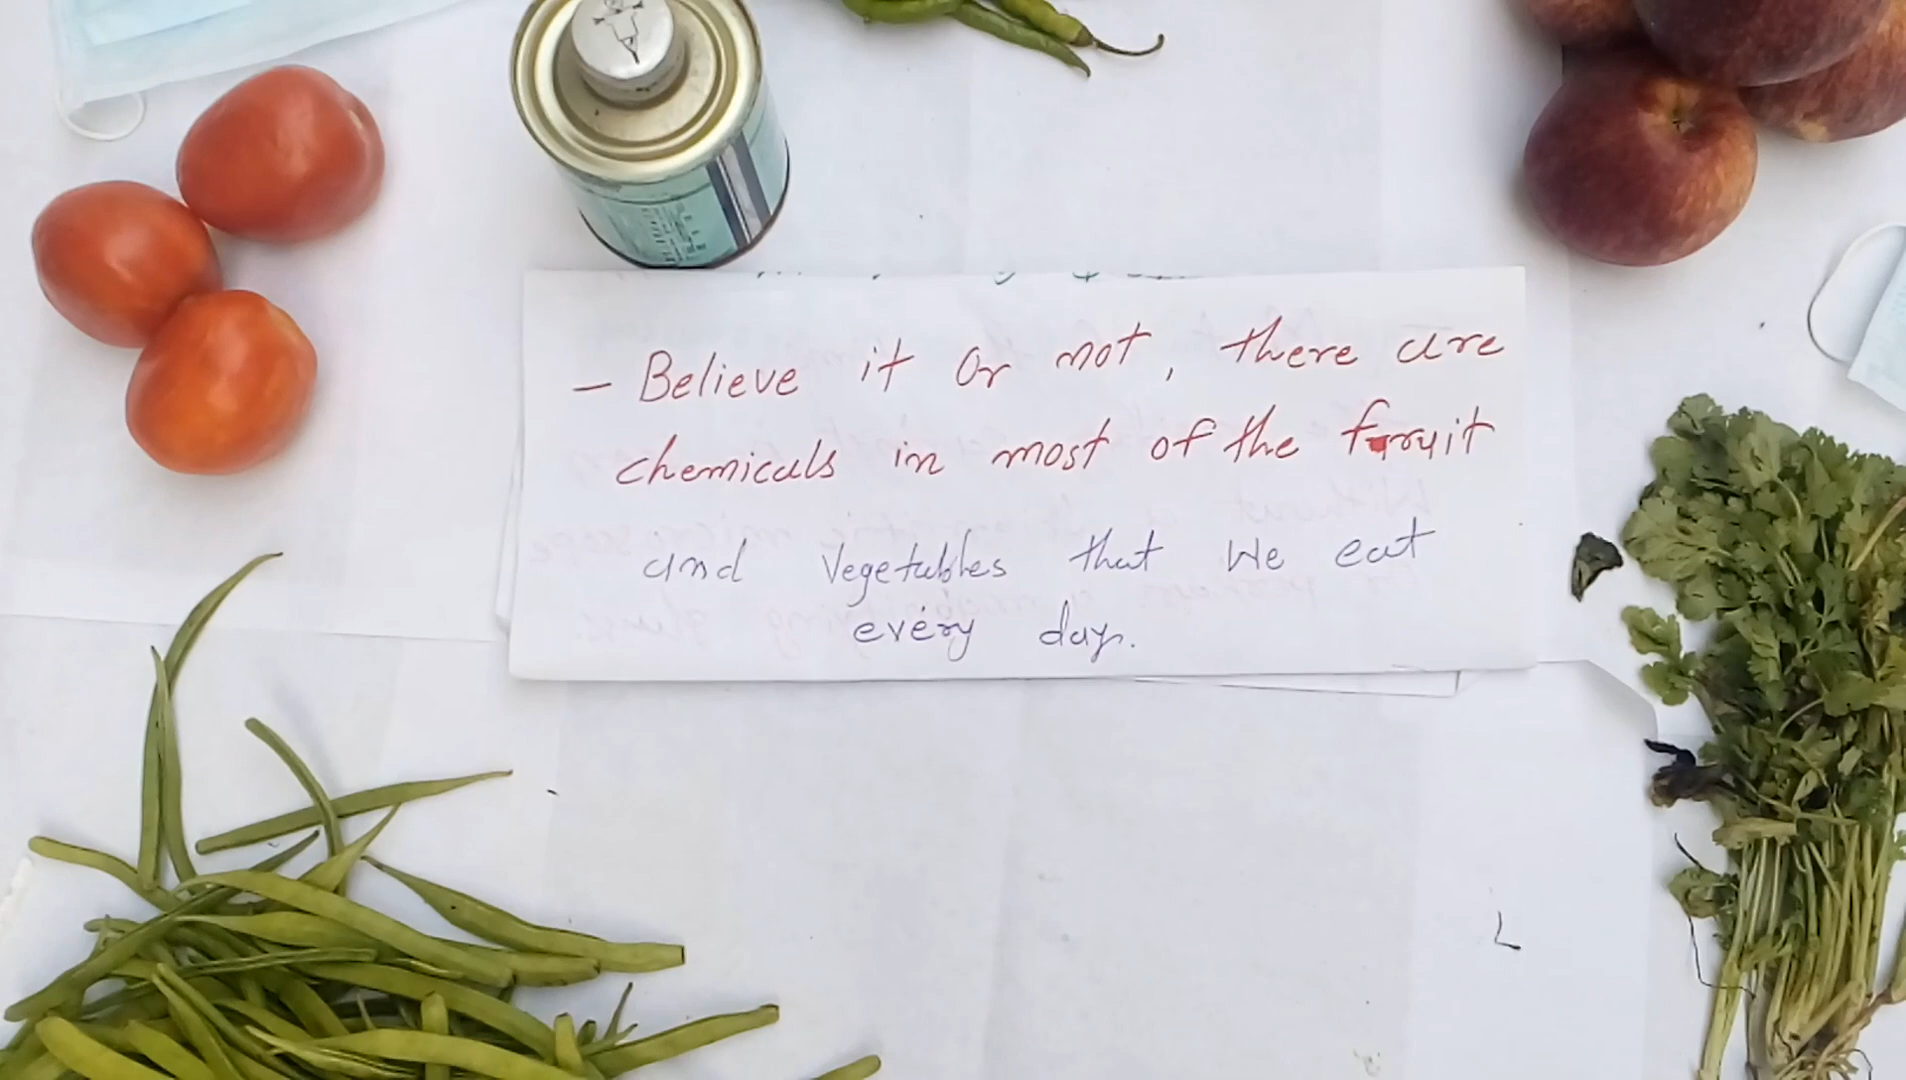 - Believe it or not, there are
chemicals in most of the fruit
and vegetables that we eat
every day.